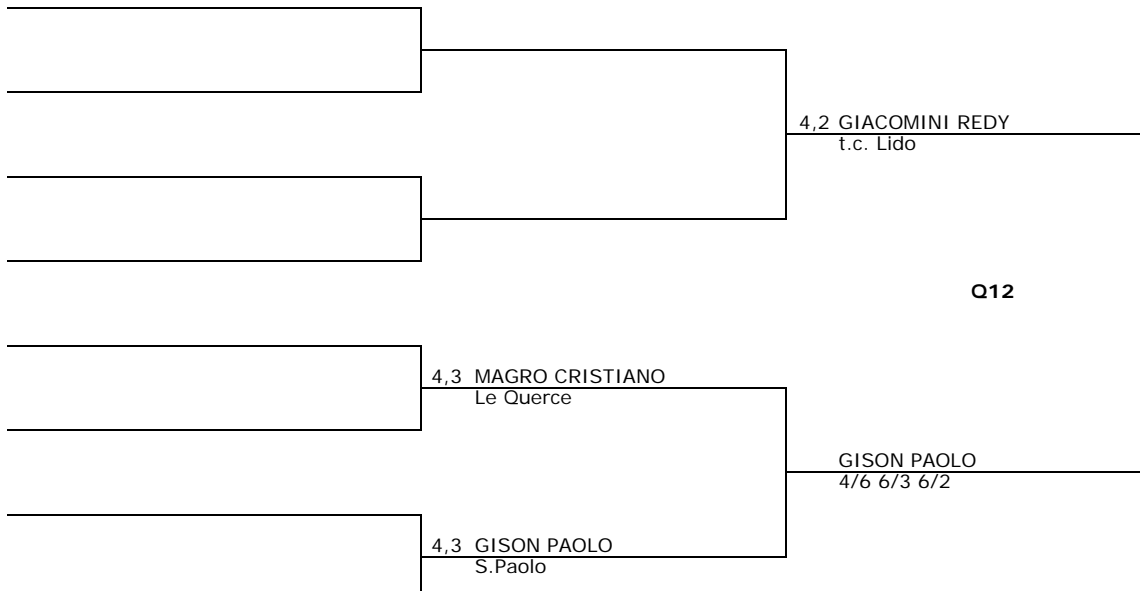 4,2 GIACOMINI REDY
t.c. Lido
Q12
4,3 MAGRO CRISTIANO
Le Querce
GISON PAOLO
4/6 6/3 6/2
4,3 GISON PAOLO
S.Paolo